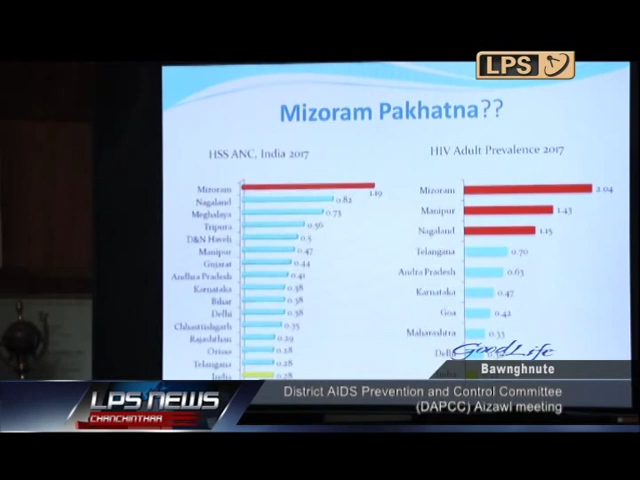 LPS
Mizoram Pakhatna??
HSS ANC, India 2017
Mizoram 1.19
Nagaland 0.82
Meghalaya 0.73
Tripura 0.56
D&N Haveli 0.5
Manipur 0.47
Gujarat 0.44
Andhra Pradesh 0.41
Karnataka 0.38
Bihar 0.38
Delhi 0.38
Chhasttishgarh 0.35
Rajashthan 0.29
Orissa 0.28
Telangana 0.28
India 0.28
HIV Adult Prevalence 2017
Mizoram 2.04
Manipur 1.43
Nagaland 1.15
Telangana 0.70
Andra Pradesh 0.63
Karnataka 0.47
Goa 0.42
Maharashtra 0.33
Delhi
Good Life
Bawnghnute
LPS NEWS
CHANCHINTHAR
District AIDS Prevention and Control Committee
(DAPCC) Aizawl meeting